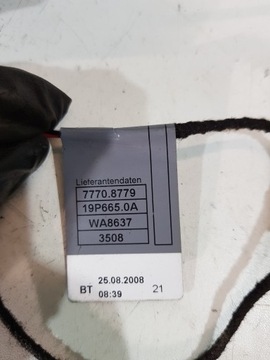 Lieferantendaten
7770.8779
19P665.0A
WA8637
3508
25.08.2008
BT 21
08:39